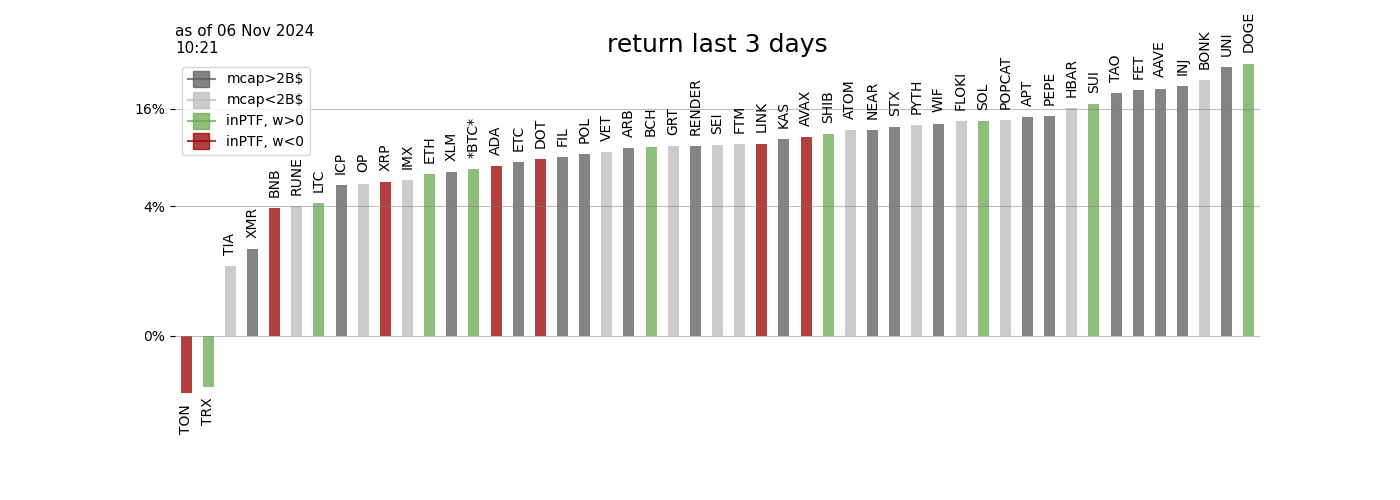 as of 06 Nov 2024
10:21
return last 3 days
mcap>2B$
mcap<2B$
inPTF, w>0
inPTF, w<0
16%
4%
0%
TON
TRX
TIA
XMR
BNB
RUNE
LTC
ICP
OP
XRP
IMX
ETH
XLM
*BTC*
ADA
ETC
DOT
FIL
POL
VET
ARB
BCH
GRT
RENDER
SEI
FTM
LINK
KAS
AVAX
SHIB
ATOM
NEAR
STX
PYTH
WIF
FLOKI
SOL
POPCAT
APT
PEPE
HBAR
SUI
TAO
FET
AAVE
INJ
BONK
UNI
DOGE